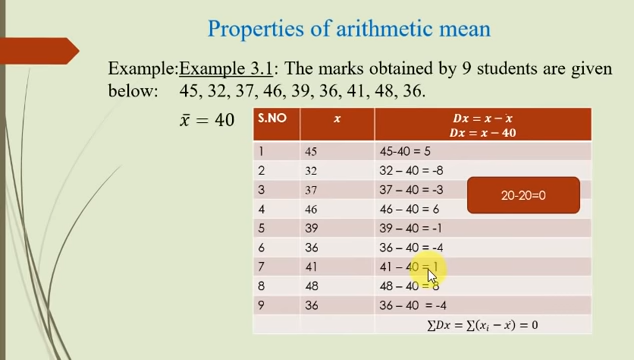 Properties of arithmetic mean
Example:Example 3.1: The marks obtained by 9 students are given
below: 45, 32, 37, 46, 39, 36, 41, 48, 36.
x̄ = 40
S.NO x Dx = x − x̄
Dx = x − 40
1 45 45-40 = 5
2 32 32 – 40 = -8
3 37 37 – 40 = -3
20-20=0
4 46 46 – 40 = 6
5 39 39 – 40 = -1
6 36 36 – 40 = -4
7 41 41 – 40 = 1
8 48 48 – 40 = 8
9 36 36 – 40 = -4
∑Dx = ∑(xᵢ − x̄) = 0